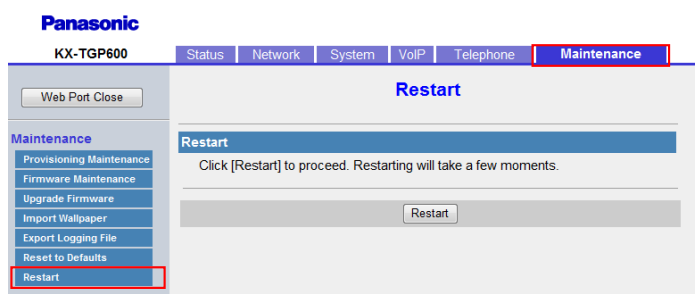 Panasonic
KX-TGP600
Status Network System VoIP Telephone Maintenance
Web Port Close
Restart
Maintenance
Provisioning Maintenance
Firmware Maintenance
Upgrade Firmware
Import Wallpaper
Export Logging File
Reset to Defaults
Restart
Restart
Click [Restart] to proceed. Restarting will take a few moments.
Restart